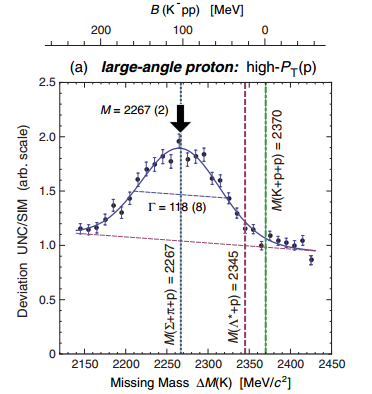 B (K⁻pp) [MeV]
200 100 0
(a) large-angle proton: high-P_T(p)
M = 2267 (2)
Γ = 118 (8)
M(Σ+π+p) = 2267
M(Λ*+p) = 2345
M(K+p+p) = 2370
Deviation UNC/SIM (arb. scale)
2.5
2.0
1.5
1.0
0.5
0
2150 2200 2250 2300 2350 2400 2450
Missing Mass ΔM(K) [MeV/c²]